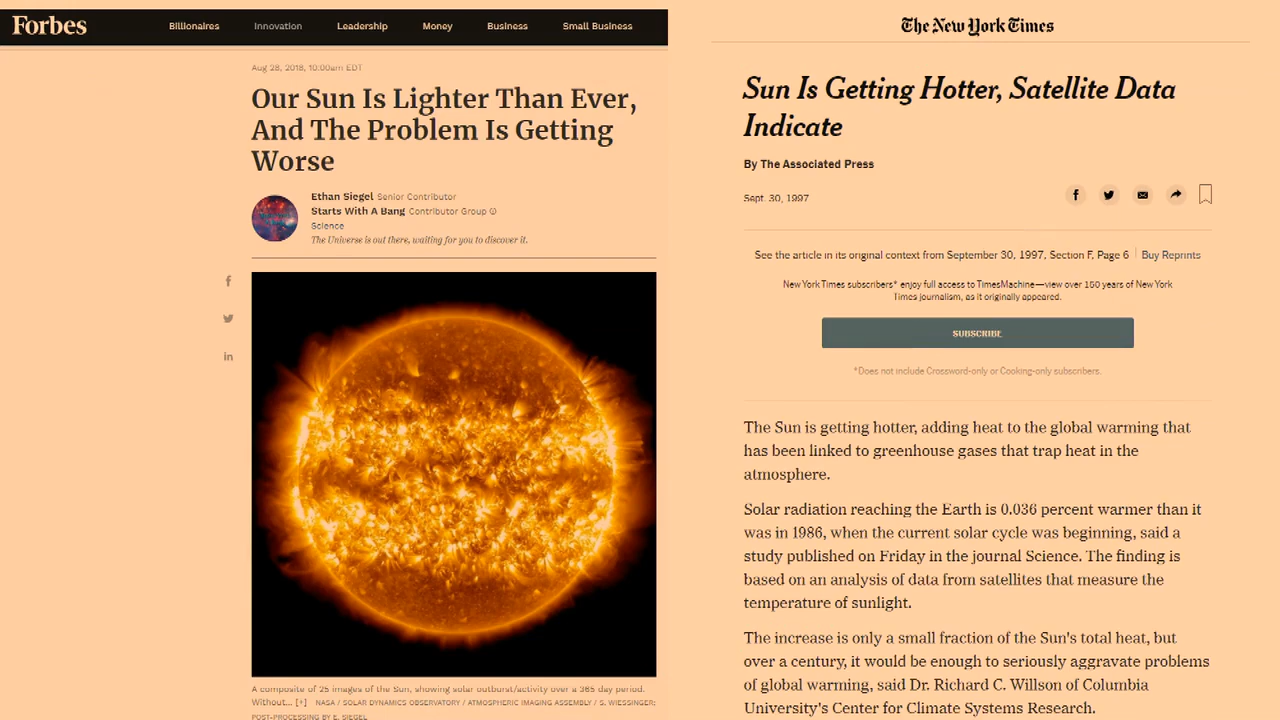 Forbes
Billionaires Innovation Leadership Money Business Small Business
Aug 28, 2018, 10:00am EDT
Our Sun Is Lighter Than Ever,
And The Problem Is Getting
Worse
Ethan Siegel Senior Contributor
Starts With A Bang Contributor Group
Science
The Universe is out there, waiting for you to discover it.
A composite of 25 images of the Sun, showing solar outburst/activity over a 365 day period.
Without... [+] NASA / SOLAR DYNAMICS OBSERVATORY / ATMOSPHERIC IMAGING ASSEMBLY / S. WIESSINGER;
POST-PROCESSING BY E. SIEGEL
The New York Times
Sun Is Getting Hotter, Satellite Data
Indicate
By The Associated Press
Sept. 30, 1997
See the article in its original context from September 30, 1997, Section F, Page 6 Buy Reprints
New York Times subscribers* enjoy full access to TimesMachine—view over 150 years of New York
Times journalism, as it originally appeared.
SUBSCRIBE
*Does not include Crossword-only or Cooking-only subscribers.
The Sun is getting hotter, adding heat to the global warming that
has been linked to greenhouse gases that trap heat in the
atmosphere.
Solar radiation reaching the Earth is 0.036 percent warmer than it
was in 1986, when the current solar cycle was beginning, said a
study published on Friday in the journal Science. The finding is
based on an analysis of data from satellites that measure the
temperature of sunlight.
The increase is only a small fraction of the Sun's total heat, but
over a century, it would be enough to seriously aggravate problems
of global warming, said Dr. Richard C. Willson of Columbia
University's Center for Climate Systems Research.